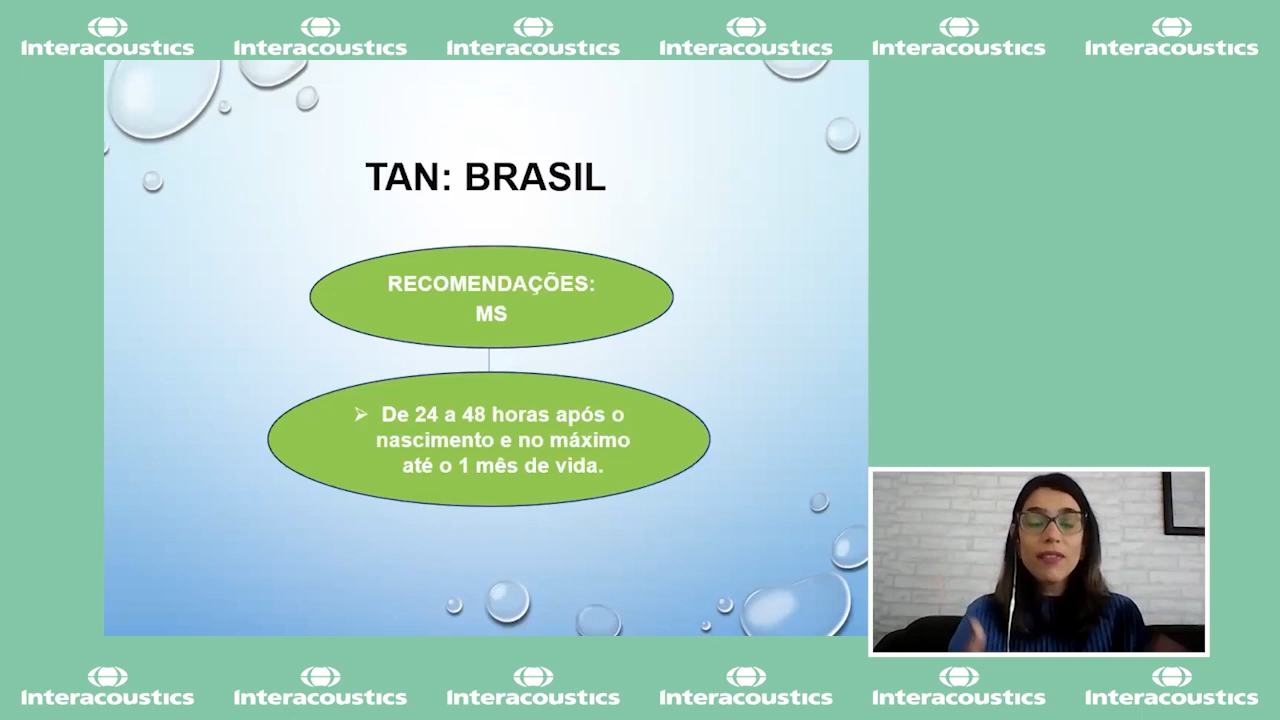 Interacoustics Interacoustics Interacoustics Interacoustics Interacoustics Interacoustics
TAN: BRASIL
RECOMENDAÇÕES:
MS
➢ De 24 a 48 horas após o
nascimento e no máximo
até o 1 mês de vida.
Interacoustics Interacoustics Interacoustics Interacoustics Interacoustics Interacoustics